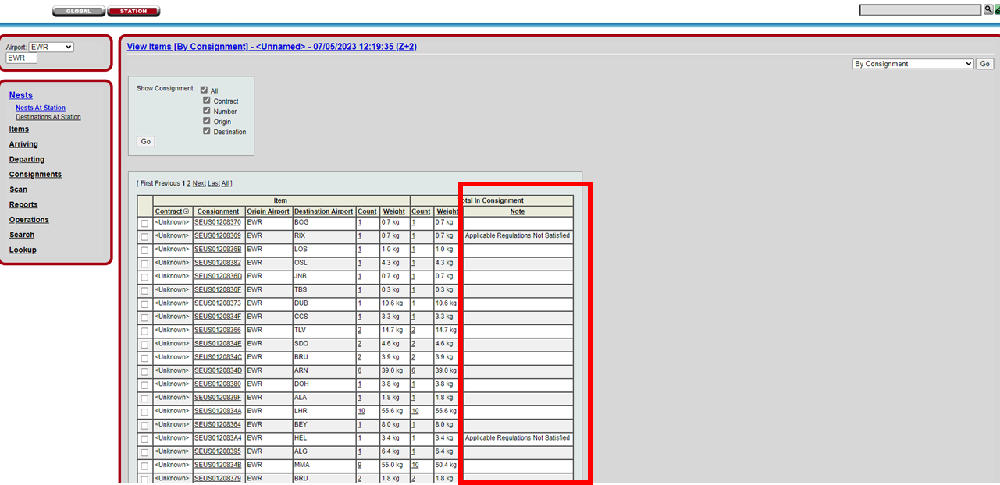 GLOBAL STATION
Airport: EWR
EWR
Nests
Nests At Station
Destinations At Station
Items
Arriving
Departing
Consignments
Scan
Reports
Operations
Search
Lookup
View Items [By Consignment] - <Unnamed> - 07/05/2023 12:19:35 (Z+2)
By Consignment Go
Show Consignment: All
Contract
Number
Origin
Destination
Go
[ First Previous 1 2 Next Last All ]
Item otal In Consignment
Contract Consignment Origin Airport Destination Airport Count Weight Count Weight Note
<Unknown> SEUS01208370 EWR BOG 1 0.7 kg 1 0.7 kg
<Unknown> SEUS01208369 EWR RIX 1 0.7 kg 1 0.7 kg Applicable Regulations Not Satisfied
<Unknown> SEUS0120836B EWR LOS 1 1.0 kg 1 1.0 kg
<Unknown> SEUS01208382 EWR OSL 1 4.3 kg 1 4.3 kg
<Unknown> SEUS0120836D EWR JNB 1 0.7 kg 1 0.7 kg
<Unknown> SEUS0120836F EWR TBS 1 0.3 kg 1 0.3 kg
<Unknown> SEUS01208373 EWR DUB 1 10.6 kg 1 10.6 kg
<Unknown> SEUS0120834F EWR CCS 1 3.3 kg 1 3.3 kg
<Unknown> SEUS01208366 EWR TLV 2 14.7 kg 2 14.7 kg
<Unknown> SEUS0120834E EWR SDQ 2 4.6 kg 2 4.6 kg
<Unknown> SEUS0120834C EWR BRU 2 3.9 kg 2 3.9 kg
<Unknown> SEUS0120834D EWR ARN 6 39.0 kg 6 39.0 kg
<Unknown> SEUS01208380 EWR DOH 1 3.8 kg 1 3.8 kg
<Unknown> SEUS0120839F EWR ALA 1 1.8 kg 1 1.8 kg
<Unknown> SEUS0120834A EWR LHR 10 55.6 kg 10 55.6 kg
<Unknown> SEUS01208364 EWR BEY 1 8.0 kg 1 8.0 kg
<Unknown> SEUS012083A4 EWR HEL 1 3.4 kg 1 3.4 kg Applicable Regulations Not Satisfied
<Unknown> SEUS01208395 EWR ALG 1 6.4 kg 1 6.4 kg
<Unknown> SEUS0120834B EWR MMA 9 55.0 kg 10 60.4 kg
<Unknown> SEUS01208379 EWR BRU 2 1.8 kg 2 1.8 kg